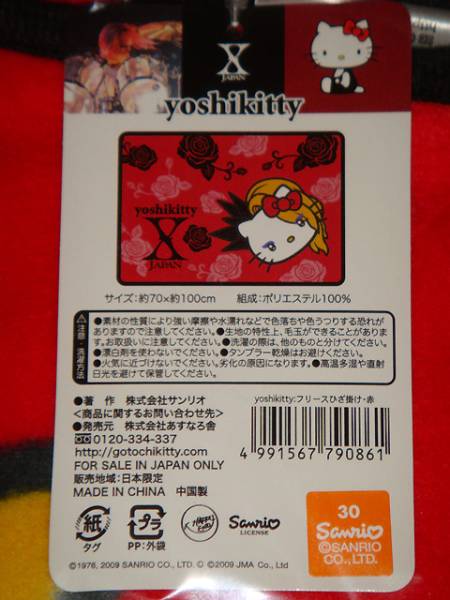 X
JAPAN
yoshikitty
yoshikitty
X
JAPAN
サイズ:約70×約100cm 組成:ポリエステル100%
注意・洗濯方法
●素材の性質により強い摩擦や水濡れなどで色落ちや色うつりする恐れが
ありますので注意してください。●生地の特性上、毛玉ができることがありま
す。お取扱いに注意してください。●洗濯の際は、他のものと分けてください。
●漂白剤を使わないでください。●タンブラー乾燥はお避けください。
●火気に近づけないでください。劣化の原因になります。●高温多湿や直射
日光を避けて保管してください。
●著 作 株式会社サンリオ
〈商品に関するお問い合わせ先〉
●発売元 株式会社あすなろ舎
0120-334-337
http://gotochikitty.com
FOR SALE IN JAPAN ONLY
販売地域:日本限定
MADE IN CHINA 中国製
yoshikitty:フリースひざ掛け・赤
4 991567 790861
紙
タグ
プラ
PP:外袋
Sanrio
LICENSE
30
Sanrio
©SANRIO
CO.,LTD.
©1976, 2009 SANRIO CO., LTD. © ©2009 JMA Co., Ltd